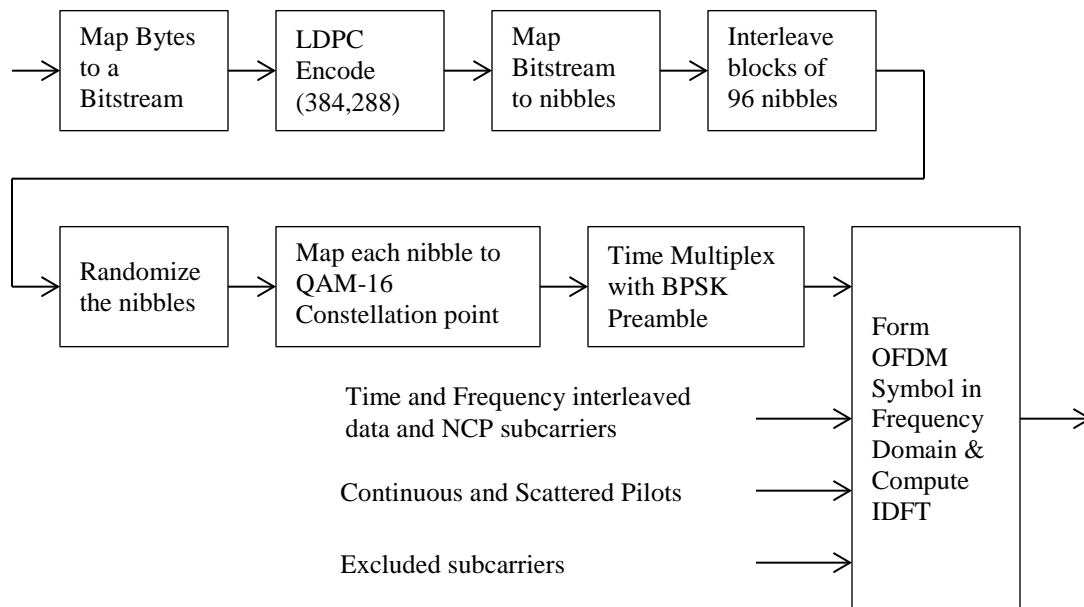 Map Bytes
to a
Bitstream
LDPC
Encode
(384,288)
Map
Bitstream
to nibbles
Interleave
blocks of
96 nibbles
Randomize
the nibbles
Map each nibble to
QAM-16
Constellation point
Time Multiplex
with BPSK
Preamble
Form
OFDM
Symbol in
Frequency
Domain &
Compute
IDFT
Time and Frequency interleaved
data and NCP subcarriers
Continuous and Scattered Pilots
Excluded subcarriers